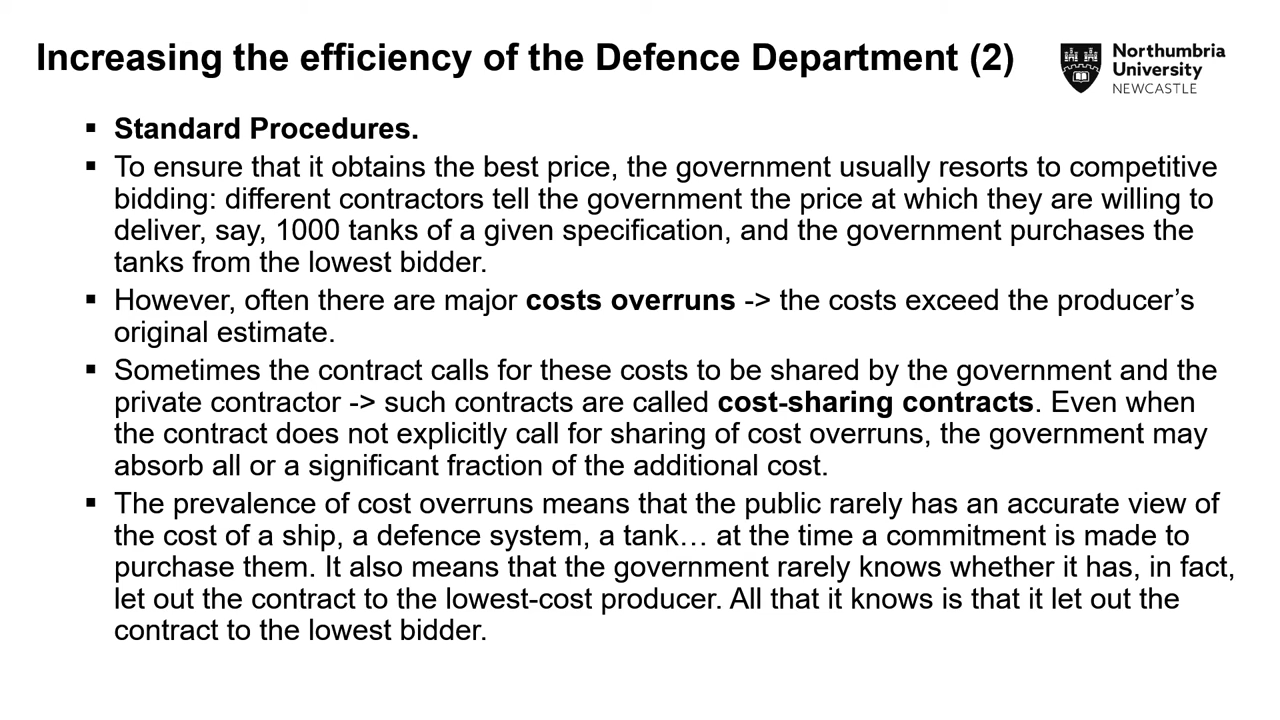 Increasing the efficiency of the Defence Department (2)
Northumbria
University
NEWCASTLE
▪ Standard Procedures.
▪ To ensure that it obtains the best price, the government usually resorts to competitive
bidding: different contractors tell the government the price at which they are willing to
deliver, say, 1000 tanks of a given specification, and the government purchases the
tanks from the lowest bidder.
▪ However, often there are major costs overruns -> the costs exceed the producer’s
original estimate.
▪ Sometimes the contract calls for these costs to be shared by the government and the
private contractor -> such contracts are called cost-sharing contracts. Even when
the contract does not explicitly call for sharing of cost overruns, the government may
absorb all or a significant fraction of the additional cost.
▪ The prevalence of cost overruns means that the public rarely has an accurate view of
the cost of a ship, a defence system, a tank… at the time a commitment is made to
purchase them. It also means that the government rarely knows whether it has, in fact,
let out the contract to the lowest-cost producer. All that it knows is that it let out the
contract to the lowest bidder.